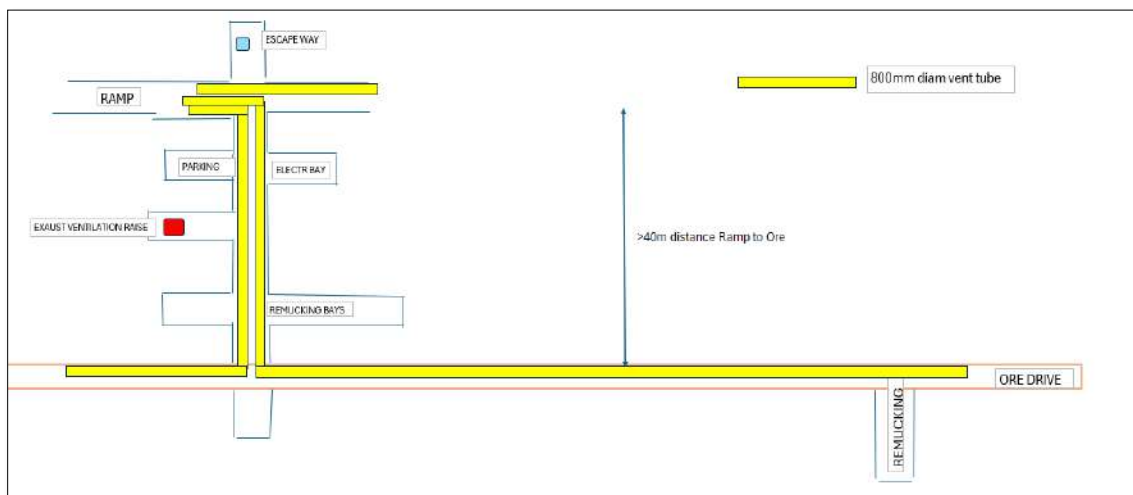 ESCAPE WAY
800mm diam vent tube
RAMP
PARKING
ELECTR BAY
EXAUST VENTILATION RAISE
>40m distance Ramp to Ore
REMUCKING BAYS
ORE DRIVE
REMUCKING